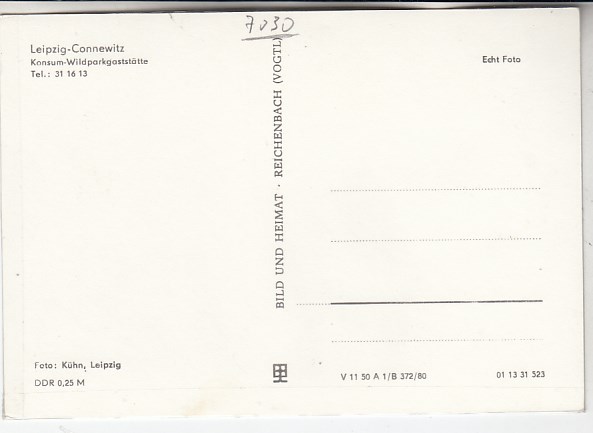 7030
Leipzig-Connewitz
Konsum-Wildparkgaststätte
Tel.: 31 16 13
Echt Foto
BILD UND HEIMAT · REICHENBACH (VOGTL)
Foto: Kühn, Leipzig
DDR 0,25 M
V 11 50 A 1/B 372/80
01 13 31 523